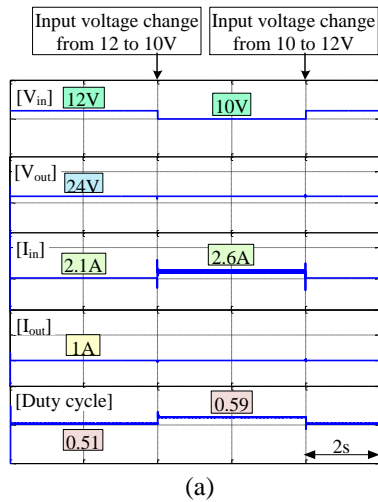 Input voltage change
from 12 to 10V
Input voltage change
from 10 to 12V
[Vin]
12V
10V
[Vout]
24V
[Iin]
2.1A
2.6A
[Iout]
1A
[Duty cycle]
0.59
0.51
2s
(a)